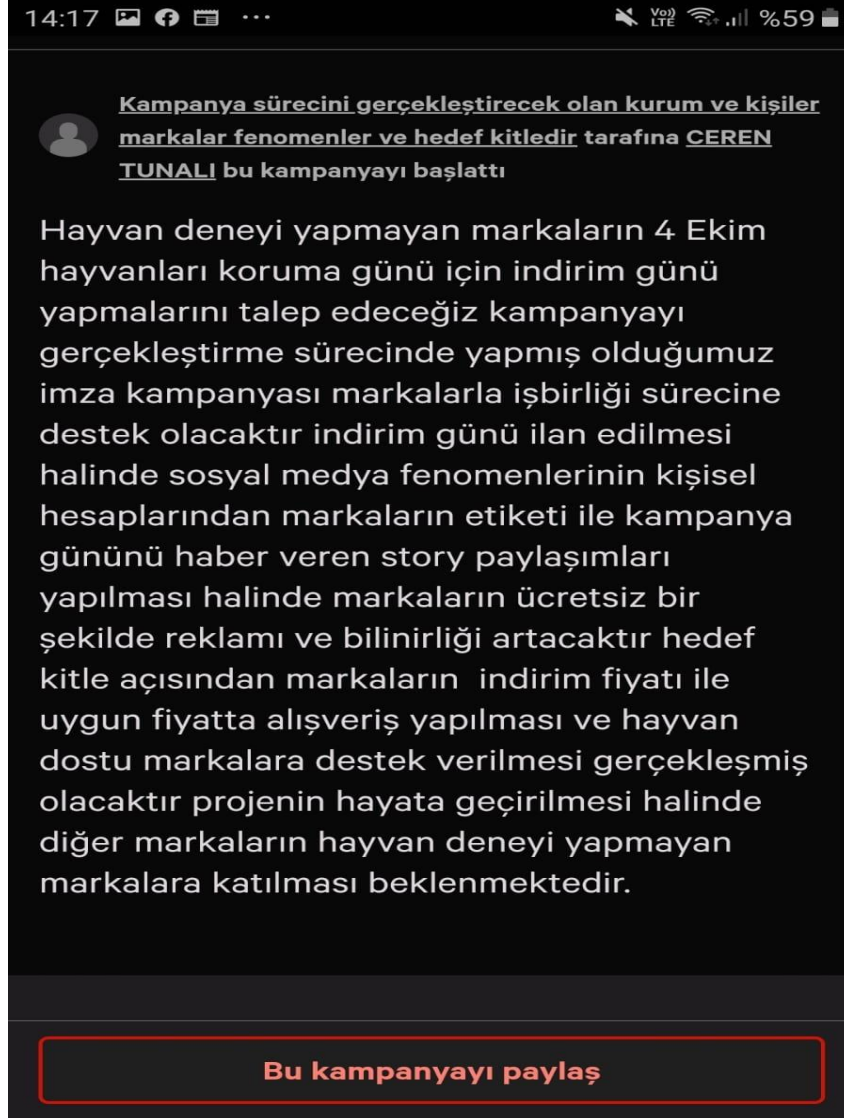 14:17 ... Vo)) LTE %59
Kampanya sürecini gerçekleştirecek olan kurum ve kişiler
markalar fenomenler ve hedef kitledir tarafına CEREN
TUNALI bu kampanyayı başlattı
Hayvan deneyi yapmayan markaların 4 Ekim
hayvanları koruma günü için indirim günü
yapmalarını talep edeceğiz kampanyayı
gerçekleştirme sürecinde yapmış olduğumuz
imza kampanyası markalarla işbirliği sürecine
destek olacaktır indirim günü ilan edilmesi
halinde sosyal medya fenomenlerinin kişisel
hesaplarından markaların etiketi ile kampanya
gününü haber veren story paylaşımları
yapılması halinde markaların ücretsiz bir
şekilde reklamı ve bilinirliği artacaktır hedef
kitle açısından markaların  indirim fiyatı ile
uygun fiyatta alışveriş yapılması ve hayvan
dostu markalara destek verilmesi gerçekleşmiş
olacaktır projenin hayata geçirilmesi halinde
diğer markaların hayvan deneyi yapmayan
markalara katılması beklenmektedir.
Bu kampanyayı paylaş